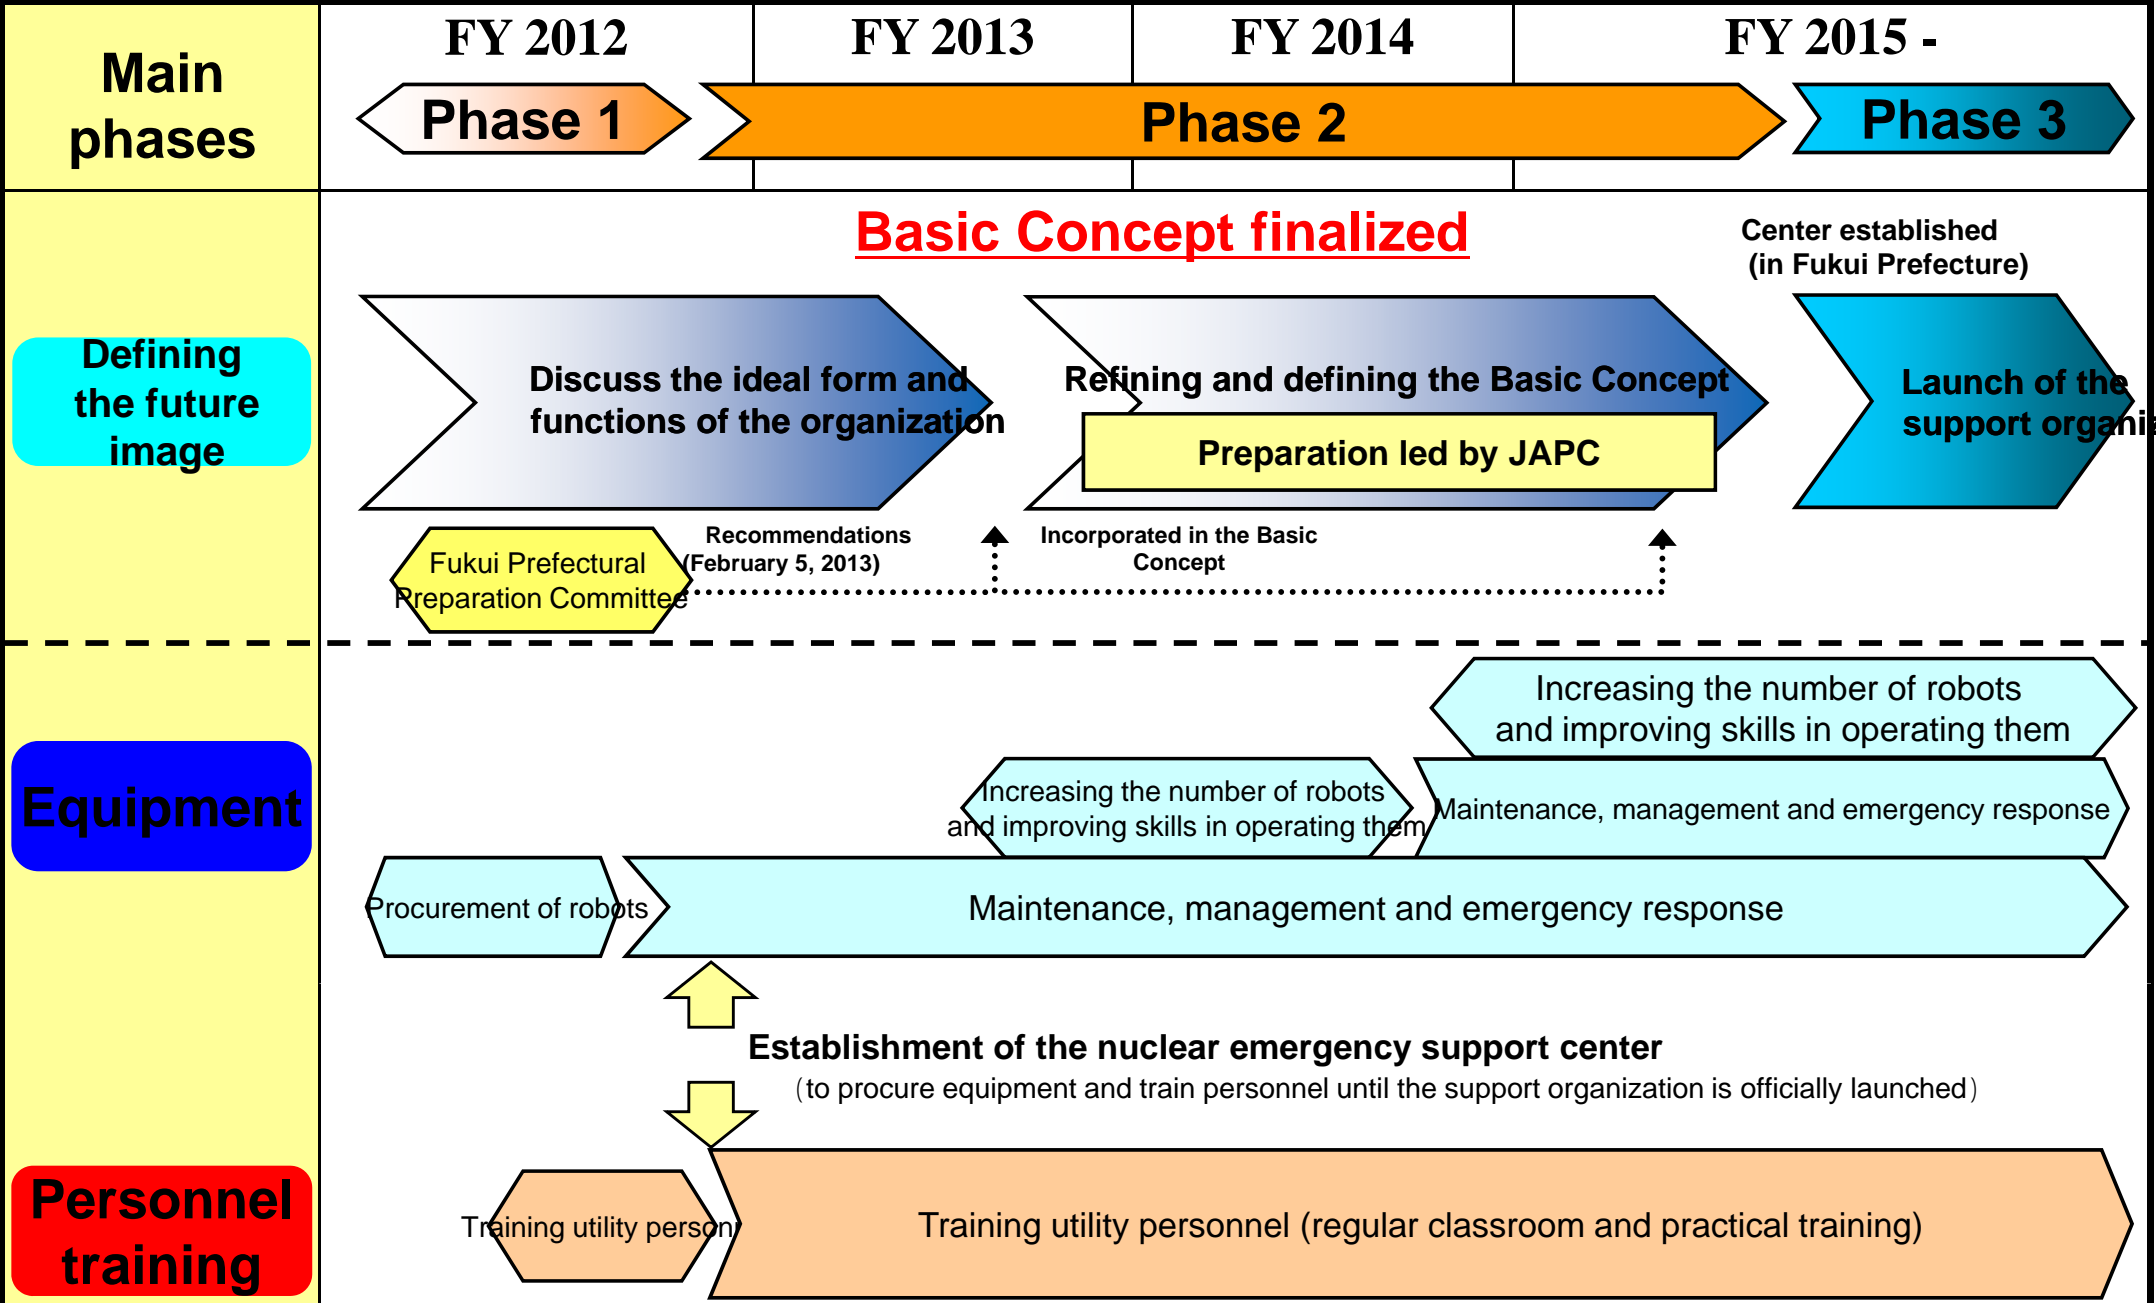 Main
phases
FY 2012
FY 2013
FY 2014
FY 2015 -
Phase 1
Phase 2
Phase 3
Defining
the future
image
Basic Concept finalized
Center established
(in Fukui Prefecture)
Discuss the ideal form and
functions of the organization
Refining and defining the Basic Concept
Preparation led by JAPC
Launch of the
support
Fukui Prefectural
Preparation Committee
Recommendations
(February 5, 2013)
Incorporated in the Basic
Concept
Equipment
Increasing the number of robots
and improving skills in operating them
Increasing the number of robots
and improving skills in operating them
Maintenance, management and emergency response
Procurement of robots
Maintenance, management and emergency response
Establishment of the nuclear emergency support center
(to procure equipment and train personnel until the support organization is officially launched)
Personnel
training
Training utility
Training utility personnel (regular classroom and practical training)